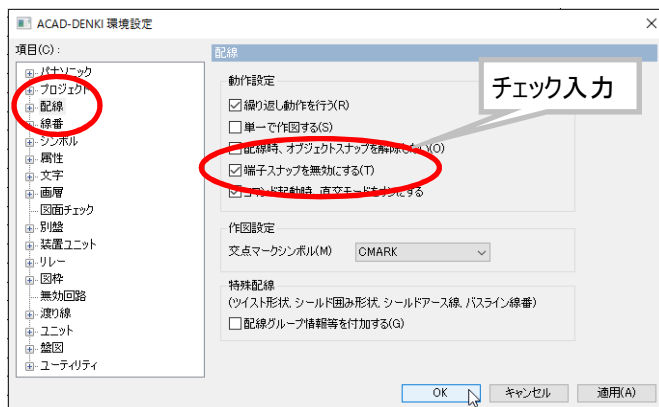 ACAD-DENKI 環境設定
項目(C):
パナソニック
プロジェクト
配線
線番
シンボル
属性
文字
画層
図面チェック
別盤
装置ユニット
リレー
図枠
無効回路
渡り線
ユニット
盤図
ユーティリティ
配線
動作設定
チェック入力
繰り返し動作を行う(R)
単一で作図する(S)
配線時、オブジェクトスナップを解除しない(O)
端子スナップを無効にする(T)
コマンド起動時、直交モードをオンにする
作図設定
交点マークシンボル(M) CMARK
特殊配線
(ツイスト形状、シールド囲み形状、シールドアース線、バスライン線番)
配線グループ情報等を付加する(G)
OK キャンセル 適用(A)